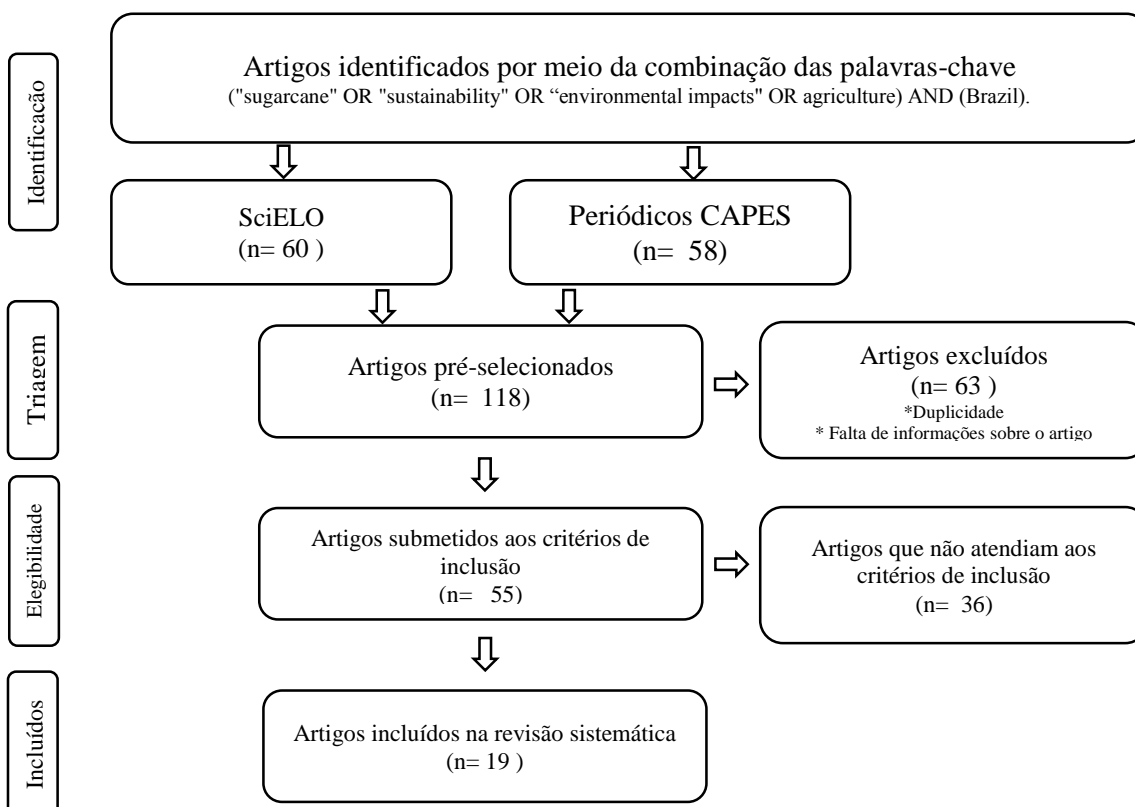 Identificação
Artigos identificados por meio da combinação das palavras-chave
("sugarcane" OR "sustainability" OR “environmental impacts" OR agriculture) AND (Brazil).
SciELO
(n= 60 )
Periódicos CAPES
(n= 58)
Triagem
Artigos pré-selecionados
(n= 118)
Artigos excluídos
(n= 63 )
*Duplicidade
* Falta de informações sobre o artigo
Elegibilidade
Artigos submetidos aos critérios de
inclusão
(n= 55)
Artigos que não atendiam aos
critérios de inclusão
(n= 36)
Incluídos
Artigos incluídos na revisão sistemática
(n= 19 )